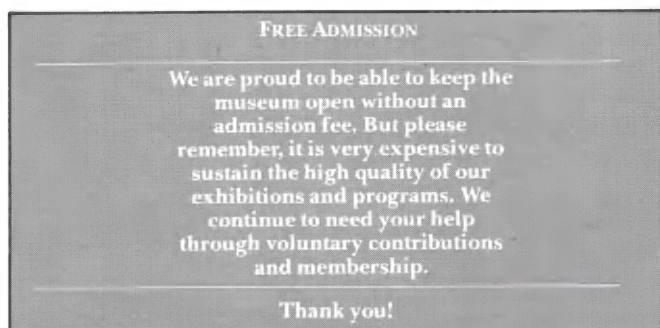 FREE ADMISSION
We are proud to be able to keep the
museum open without an
admission fee. But please
remember, it is very expensive to
sustain the high quality of our
exhibitions and programs. We
continue to need your help
through voluntary contributions
and membership.
Thank you!